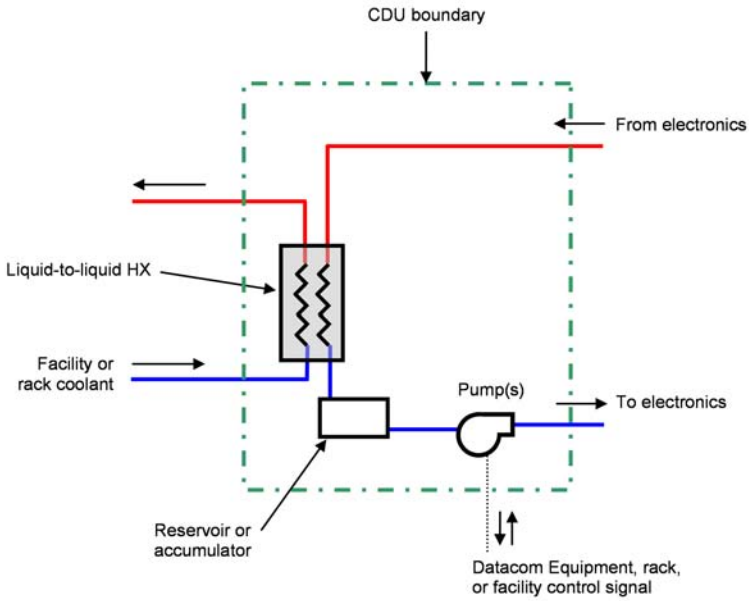 CDU boundary
From electronics
Liquid-to-liquid HX
Facility or
rack coolant
Pump(s)
To electronics
Reservoir or
accumulator
Datacom Equipment, rack,
or facility control signal